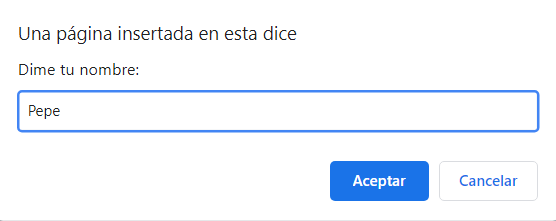 Una página insertada en esta dice
Dime tu nombre:
Pepe
Aceptar Cancelar